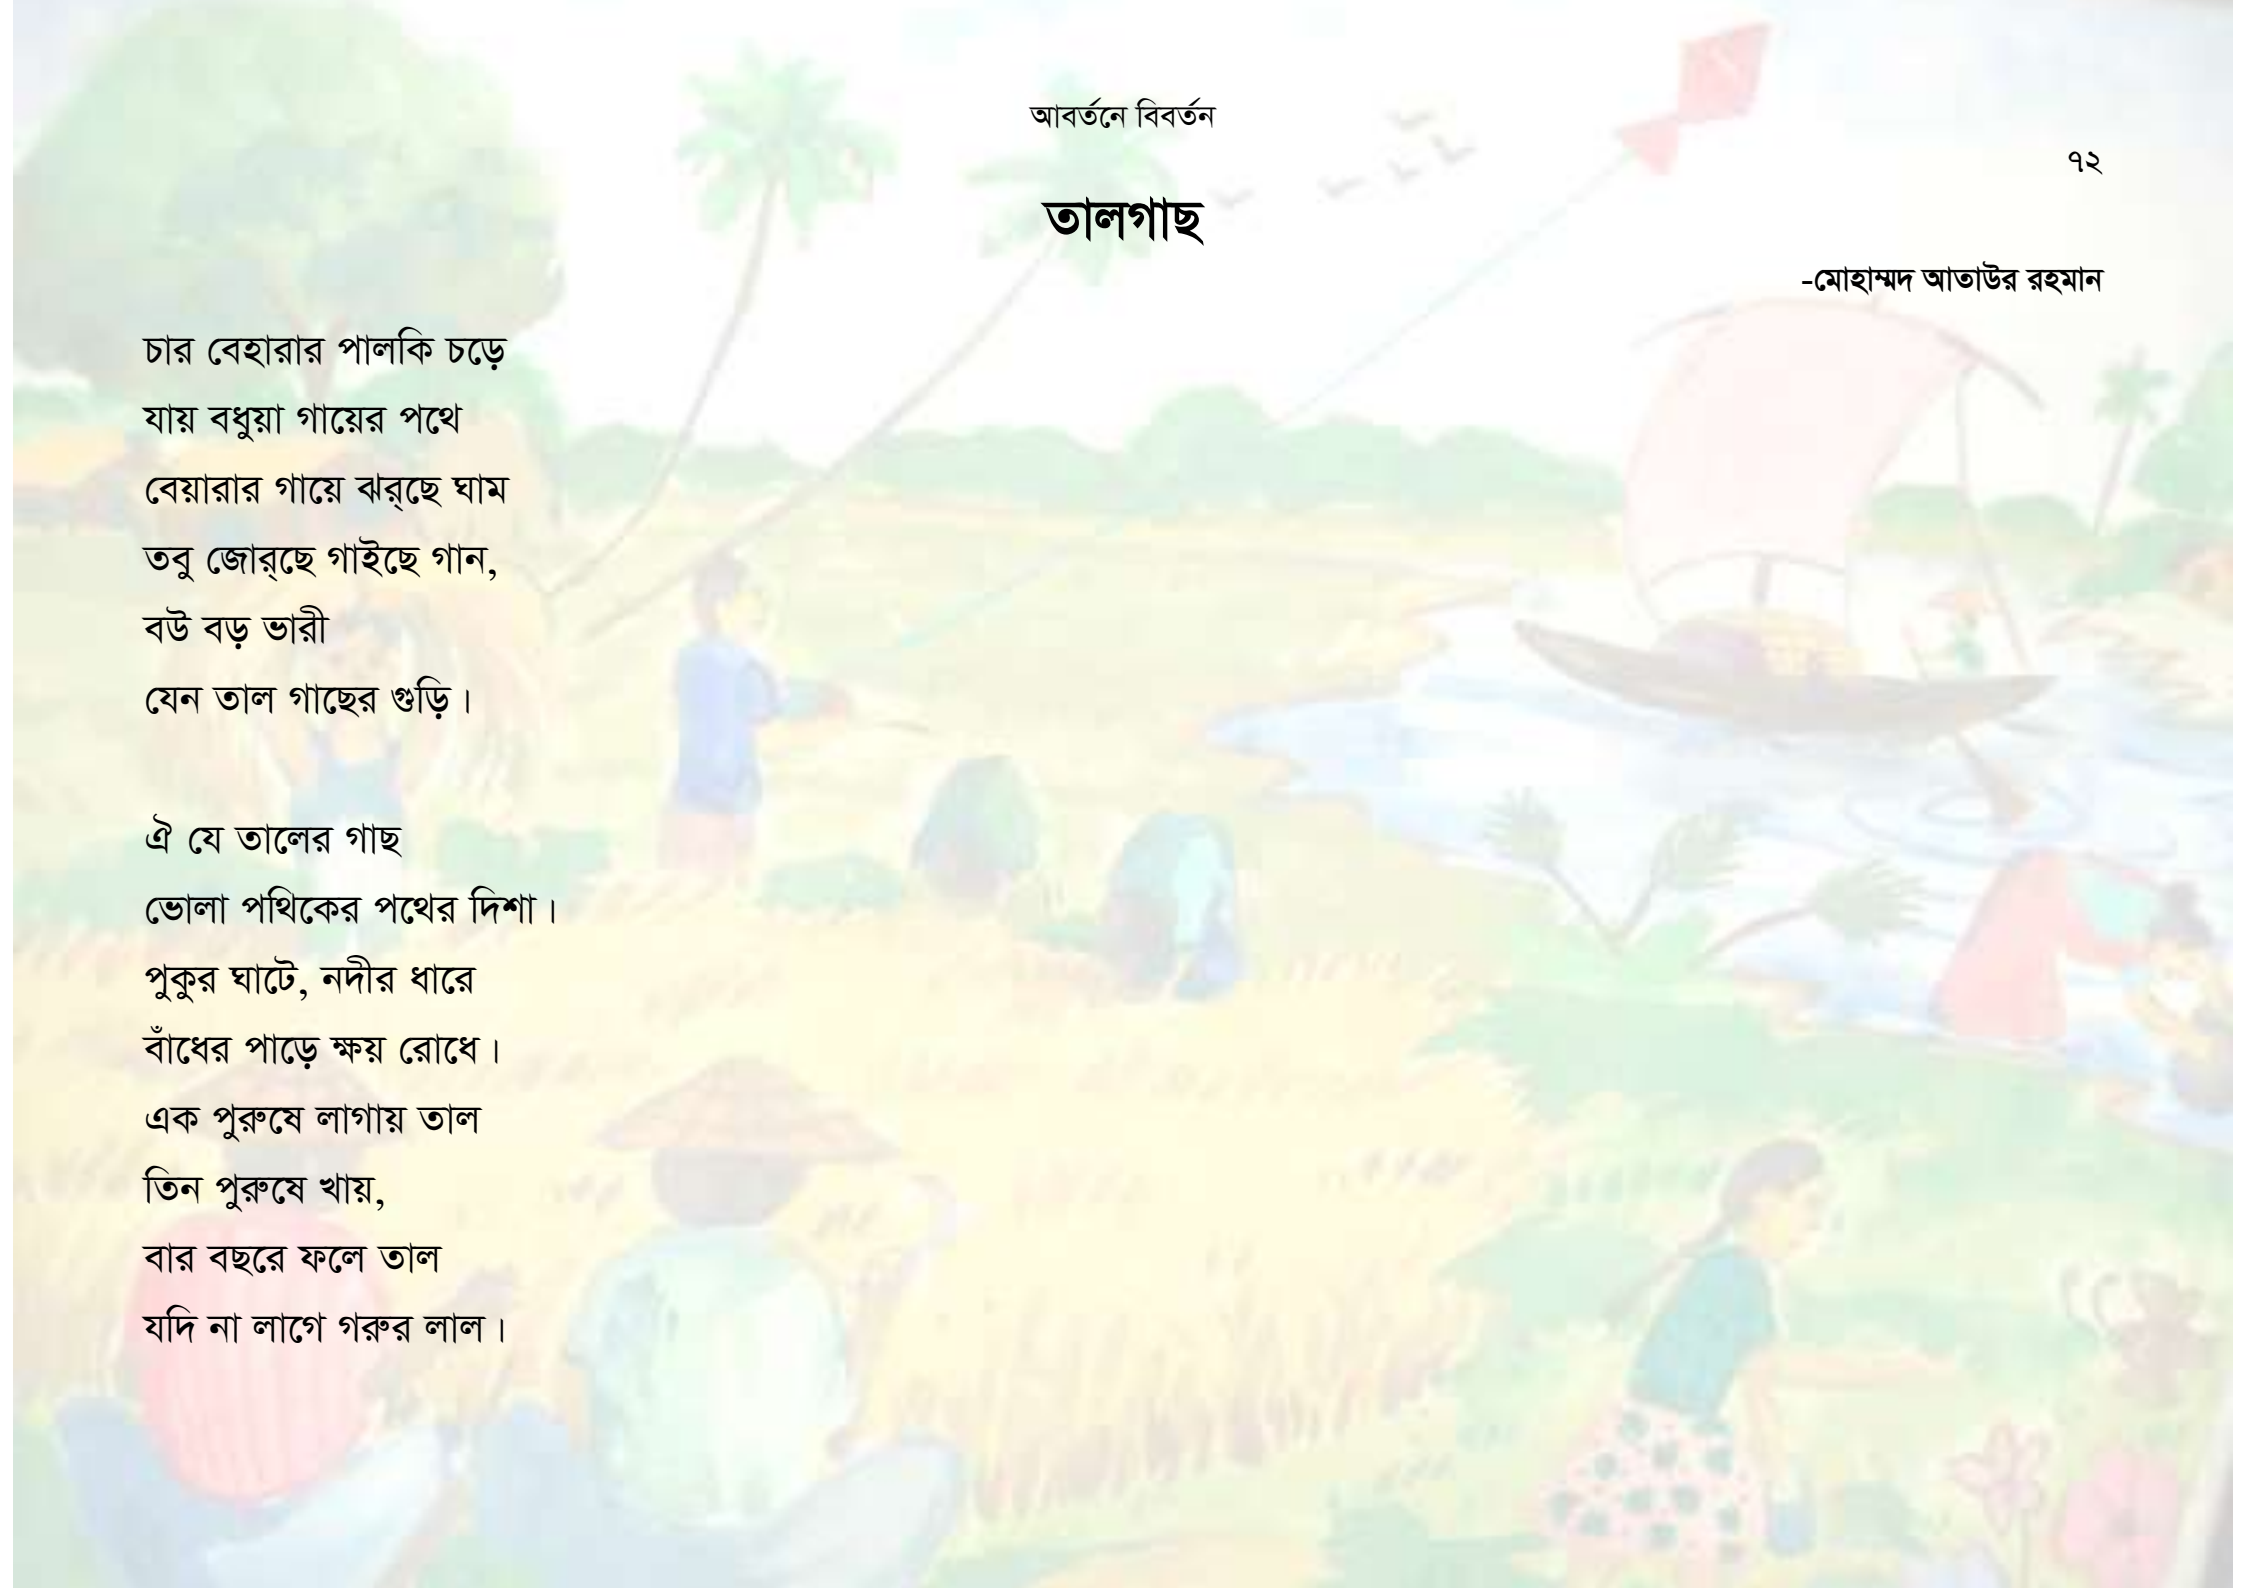 আবর্তনে বিবর্তন
৭২
তালগাছ
-মোহাম্মদ আতাউর রহমান
চার বেহারার পালকি চড়ে
যায় বধুয়া গায়ের পথে
বেয়ারার গায়ে ঝর্‌ছে ঘাম
তবু জোর্‌ছে গাইছে গান,
বউ বড় ভারী
যেন তাল গাছের গুড়ি।
ঐ যে তালের গাছ
ভোলা পথিকের পথের দিশা।
পুকুর ঘাটে, নদীর ধারে
বাঁধের পাড়ে ক্ষয় রোধে।
এক পুরুষে লাগায় তাল
তিন পুরুষে খায়,
বার বছরে ফলে তাল
যদি না লাগে গরুর লাল।